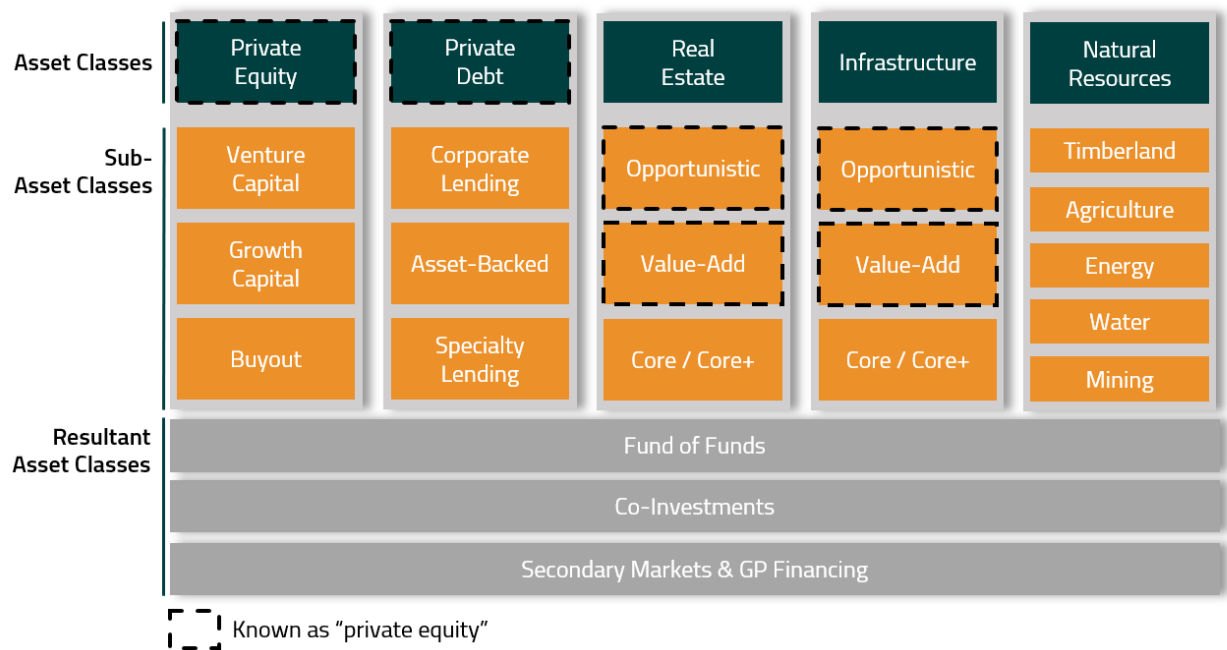 Asset Classes
Private
Equity
Private
Debt
Real
Estate
Infrastructure
Natural
Resources
Sub-
Asset Classes
Venture
Capital
Growth
Capital
Buyout
Corporate
Lending
Asset-Backed
Specialty
Lending
Opportunistic
Value-Add
Core / Core+
Opportunistic
Value-Add
Core / Core+
Timberland
Agriculture
Energy
Water
Mining
Resultant
Asset Classes
Fund of Funds
Co-Investments
Secondary Markets & GP Financing
Known as “private equity”